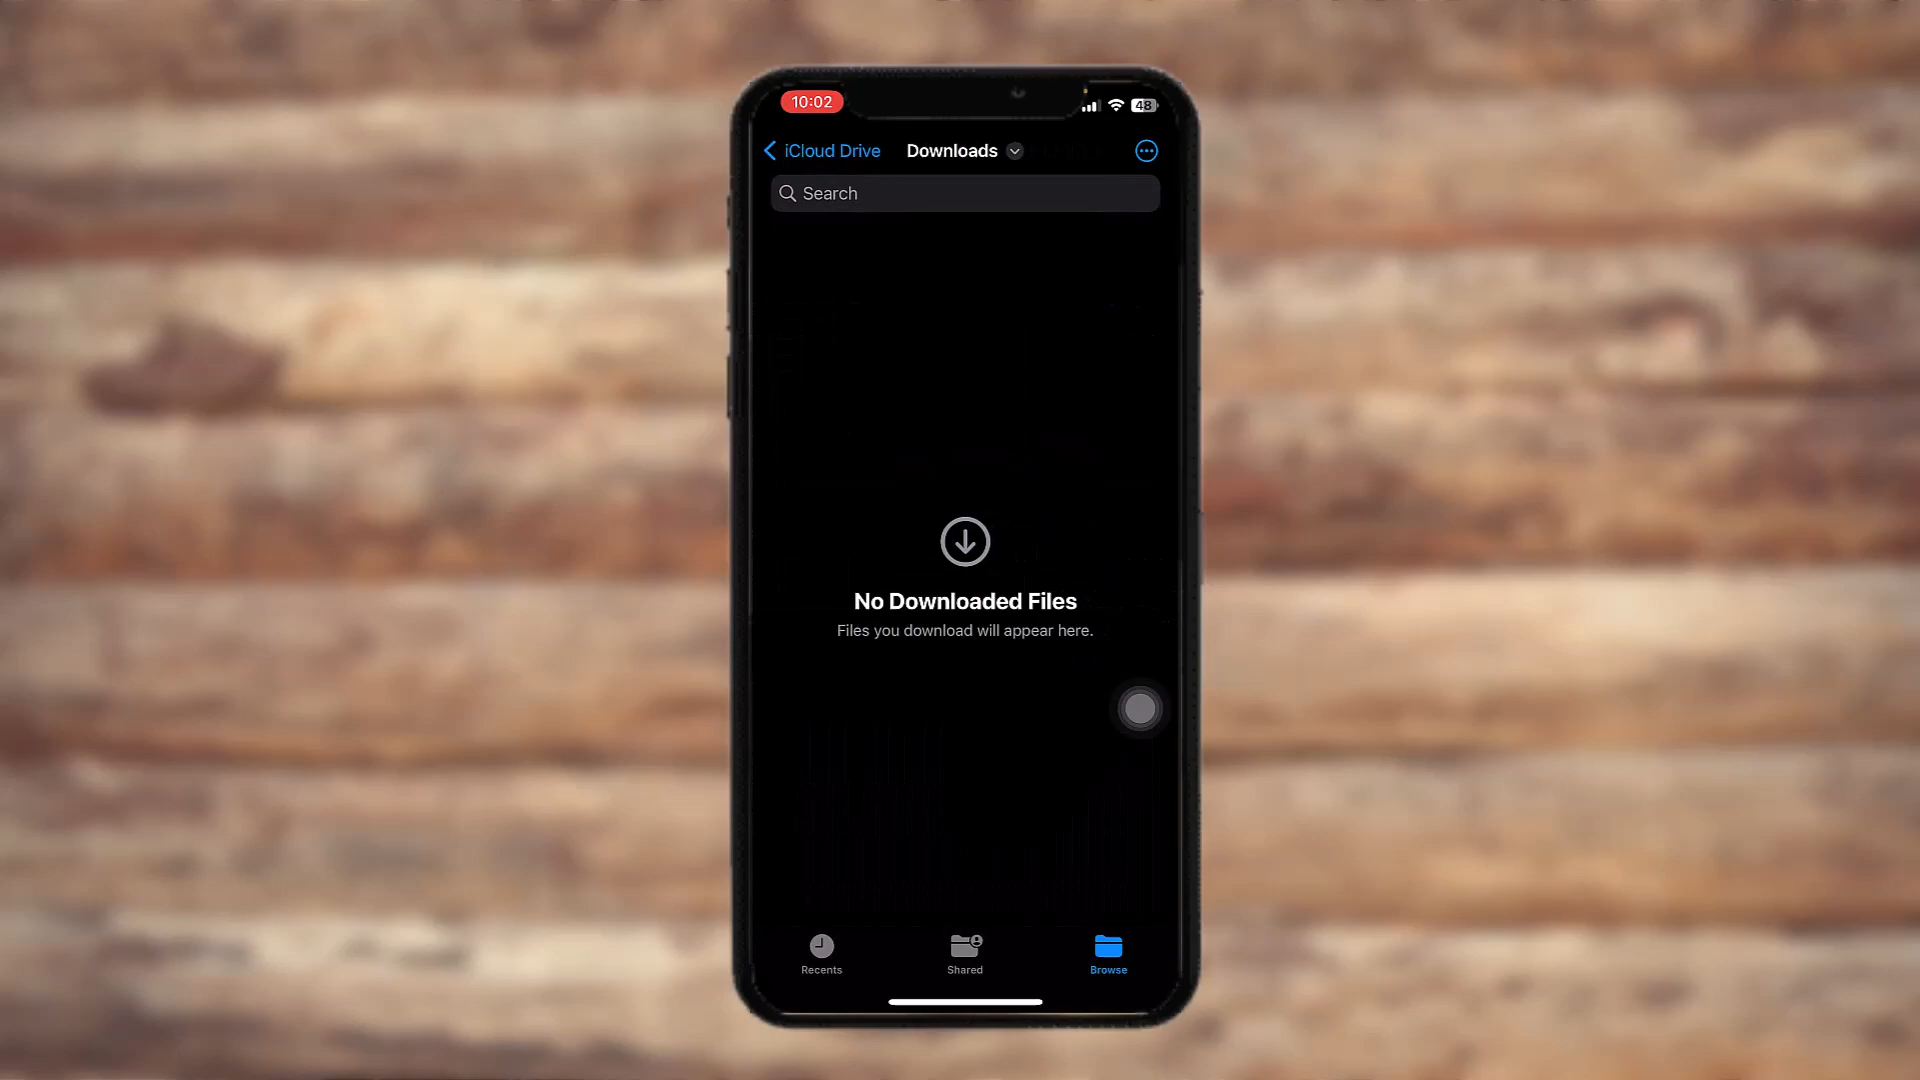 10:02
48
iCloud Drive Downloads
Search
No Downloaded Files
Files you download will appear here.
Recents Shared Browse